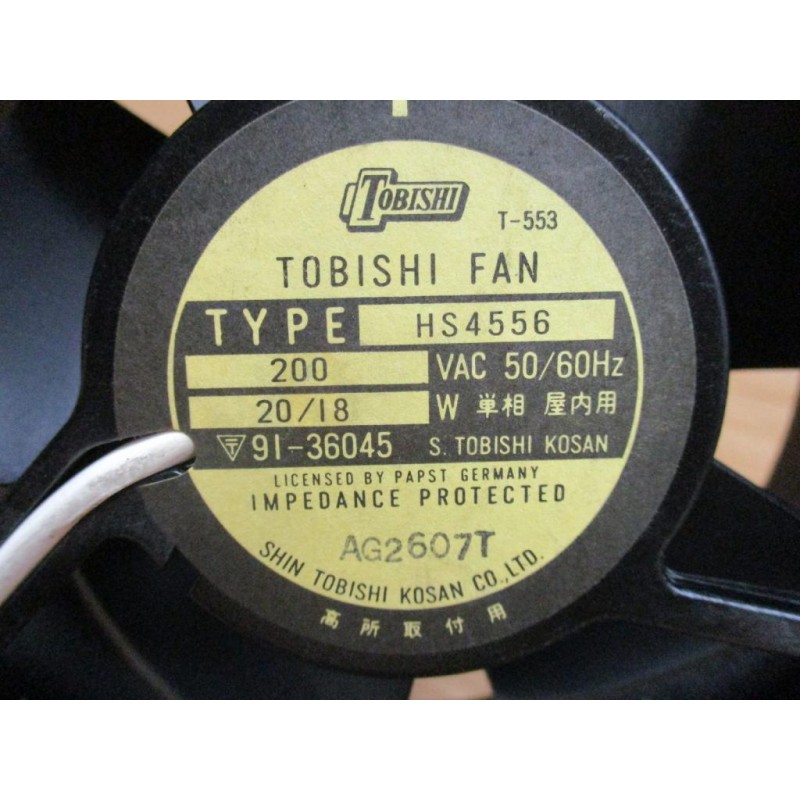 TOBISHI
T-553
TOBISHI FAN
TYPE HS4556
200 VAC 50/60Hz
20/18 W 単相 屋内用
〒 91-36045 S. TOBISHI KOSAN
LICENSED BY PAPST GERMANY
IMPEDANCE PROTECTED
AG2607T
SHIN TOBISHI KOSAN CO., LTD.
高所取付用